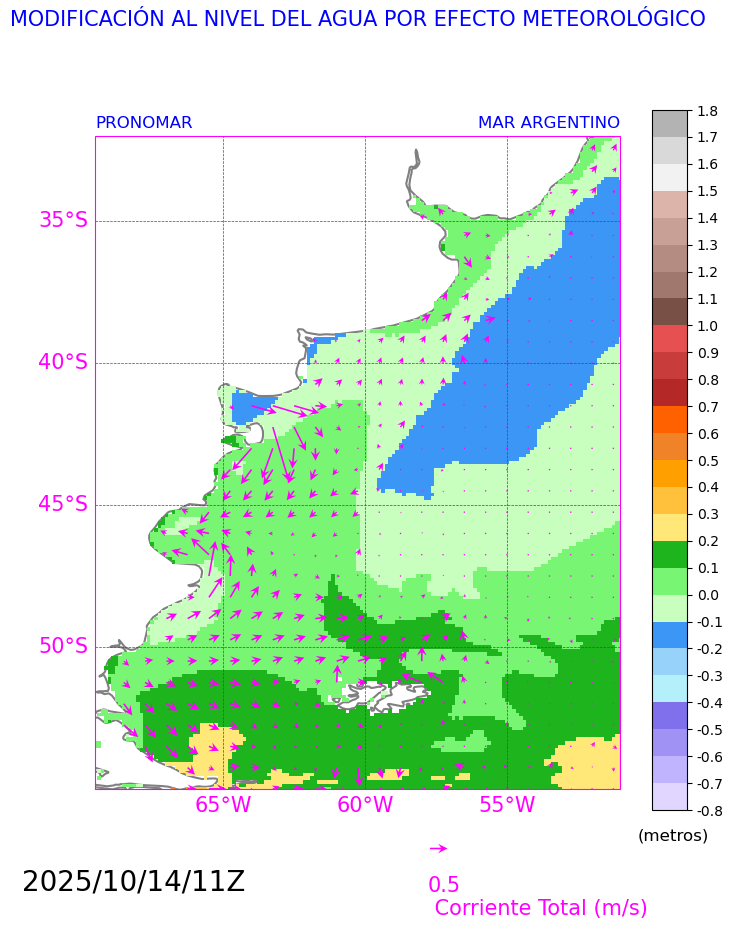 MODIFICACIÓN AL NIVEL DEL AGUA POR EFECTO METEOROLÓGICO
PRONOMAR MAR ARGENTINO
35°S
40°S
45°S
50°S
65°W 60°W 55°W
1.8
1.7
1.6
1.5
1.4
1.3
1.2
1.1
1.0
0.9
0.8
0.7
0.6
0.5
0.4
0.3
0.2
0.1
0.0
-0.1
-0.2
-0.3
-0.4
-0.5
-0.6
-0.7
-0.8
(metros)
2025/10/14/11Z
0.5
Corriente Total (m/s)